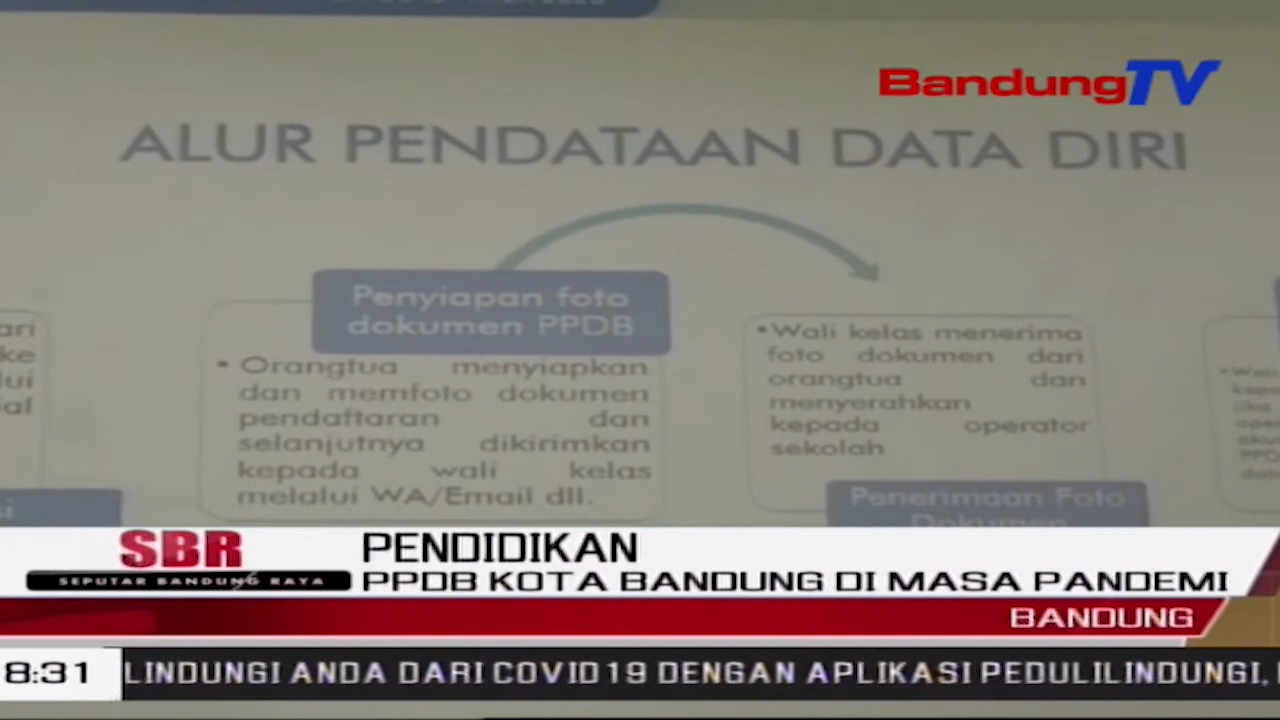 BandungTV
ALUR PENDATAAN DATA DIRI
Penyiapan foto
dokumen PPDB
• Orangtua menyiapkan
dan memfoto dokumen
pendaftaran dan
selanjutnya dikirimkan
kepada wali kelas
melalui WA/Email dll.
• Wali kelas menerima
foto dokumen dari
orangtua dan
menyerahkan
kepada operator
sekolah
Penerimaan Foto
Dokumen
SBR
SEPUTAR BANDUNG RAYA
PENDIDIKAN
PPDB KOTA BANDUNG DI MASA PANDEMI
BANDUNG
8:31
LINDUNGI ANDA DARI COVID19 DENGAN APLIKASI PEDULILINDUNGI,